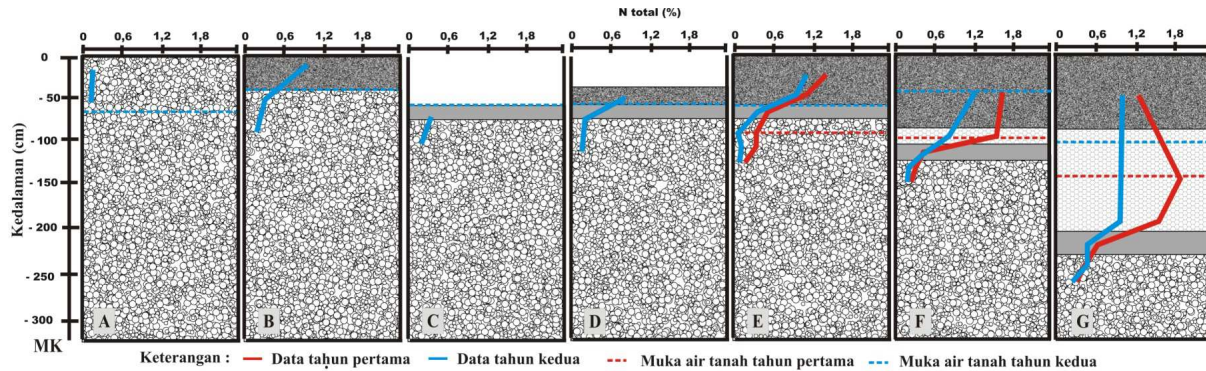 N total (%)
0 0,6 1,2 1,8 0 0,6 1,2 1,8 0 0,6 1,2 1,8 0 0,6 1,2 1,8 0 0,6 1,2 1,8 0 0,6 1,2 1,8 0 0,6 1,2 1,8
Kedalaman (cm)
0
- 50
- 100
- 150
- 200
- 250
- 300
MK
A B C D E F G
Keterangan : Data tahun pertama Data tahun kedua Muka air tanah tahun pertama Muka air tanah tahun kedua